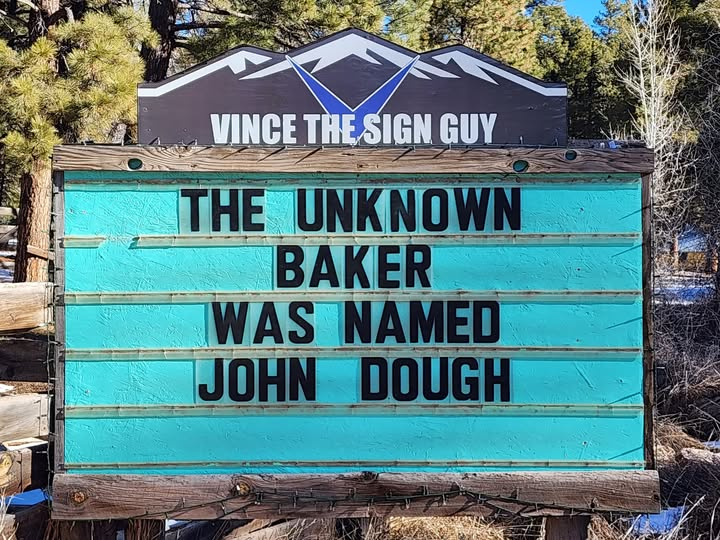 VINCE THE SIGN GUY
THE UNKNOWN
BAKER
WAS NAMED
JOHN DOUGH